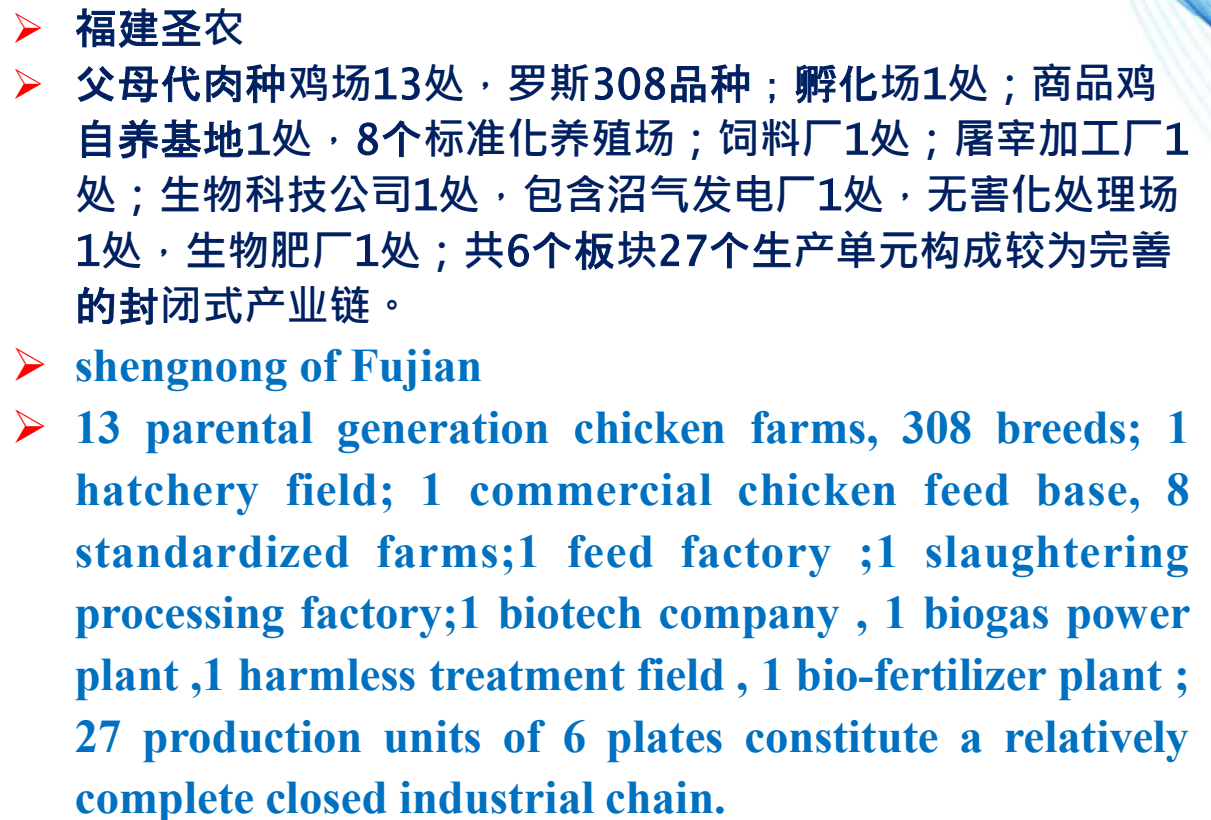 福建圣农
父母代肉种鸡场13处，罗斯308品种；孵化场1处；商品鸡
自养基地1处，8个标准化养殖场；饲料厂1处；屠宰加工厂1
处；生物科技公司1处，包含沼气发电厂1处，无害化处理场
1处，生物肥厂1处；共6个板块27个生产单元构成较为完善
的封闭式产业链。
shengnong of Fujian
13 parental generation chicken farms, 308 breeds; 1
hatchery field; 1 commercial chicken feed base, 8
standardized farms;1 feed factory ;1 slaughtering
processing factory;1 biotech company , 1 biogas power
plant ,1 harmless treatment field , 1 bio-fertilizer plant ;
27 production units of 6 plates constitute a relatively
complete closed industrial chain.